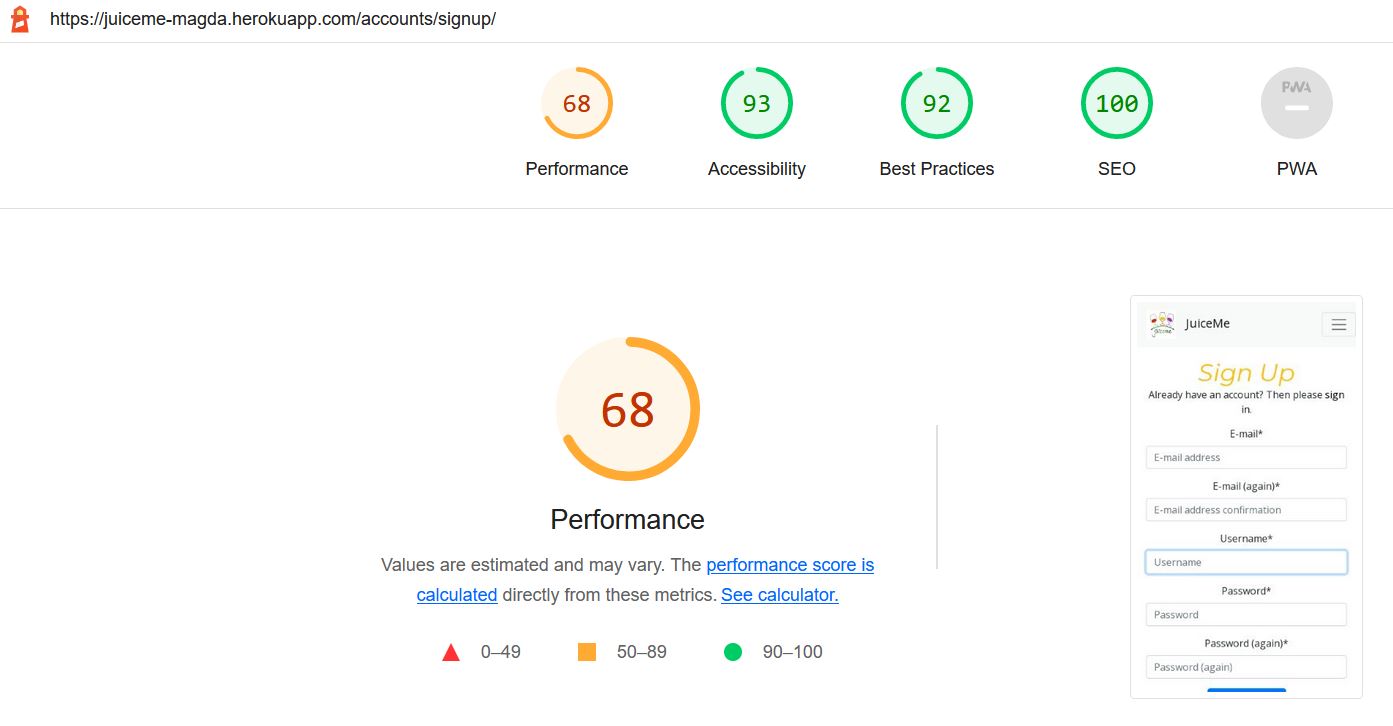 https://juiceme-magda.herokuapp.com/accounts/signup/
68
93
92
100
PWA
Performance
Accessibility
Best Practices
SEO
PWA
68
Performance
Values are estimated and may vary. The performance score is
calculated directly from these metrics. See calculator.
0–49
50–89
90–100
JuiceMe
Sign Up
Already have an account? Then please sign
in.
E-mail*
E-mail address
E-mail (again)*
E-mail address confirmation
Username*
Username
Password*
Password
Password (again)*
Password (again)